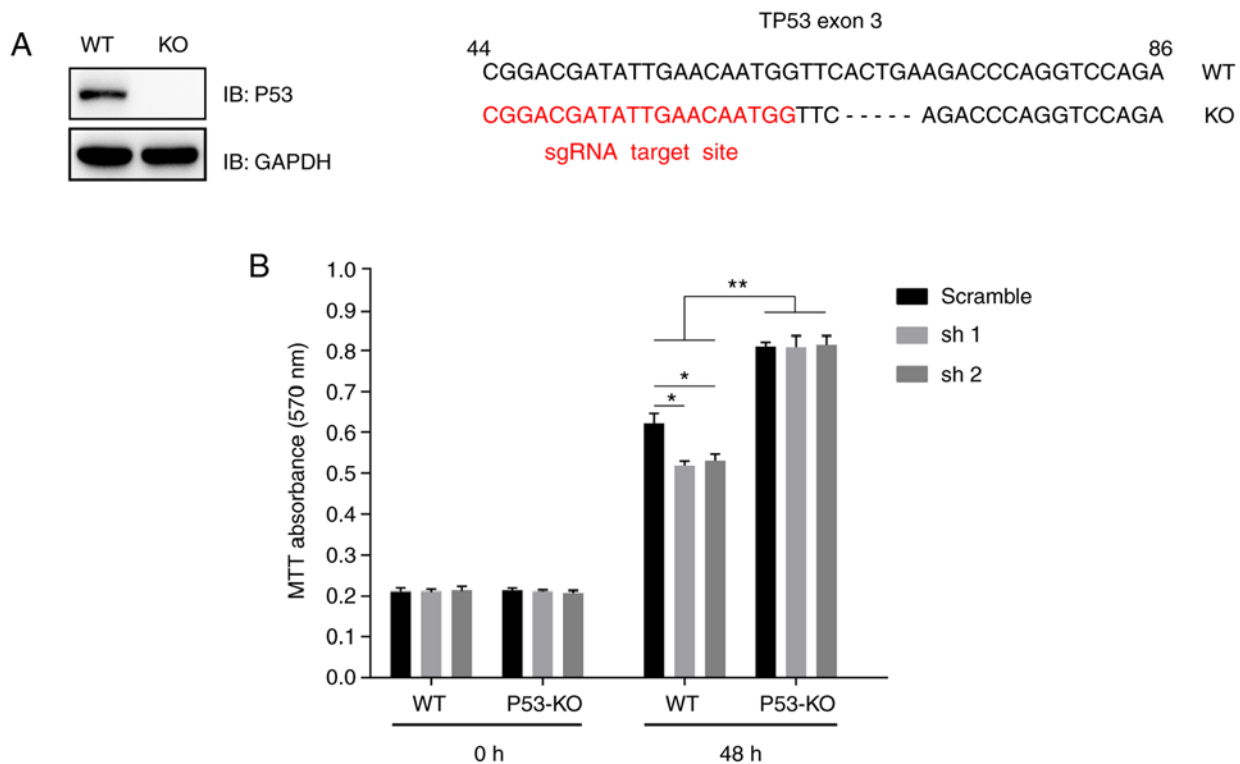 A
WT KO
IB: P53
IB: GAPDH
TP53 exon 3
44 86
CGGACGATATTGAACAATGGTTCACTGAAGACCCAGGTCCAGA WT
CGGACGATATTGAACAATGGTTC - - - - - AGACCCAGGTCCAGA KO
sgRNA target site
B
MTT absorbance (570 nm)
1.0
0.9
0.8
0.7
0.6
0.5
0.4
0.3
0.2
0.1
0.0
**
*
*
Scramble
sh 1
sh 2
WT P53-KO WT P53-KO
0 h 48 h